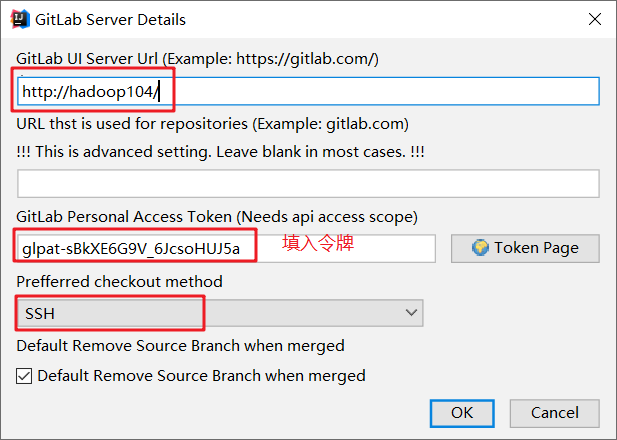 GitLab Server Details
GitLab UI Server Url (Example: https://gitlab.com/)
http://hadoop104/
URL thst is used for repositories (Example: gitlab.com)
!!! This is advanced setting. Leave blank in most cases. !!!
GitLab Personal Access Token (Needs api access scope)
glpat-sBkXE6G9V_6JcsoHUJ5a 填入令牌 Token Page
Preferred checkout method
SSH
Default Remove Source Branch when merged
Default Remove Source Branch when merged
OK Cancel